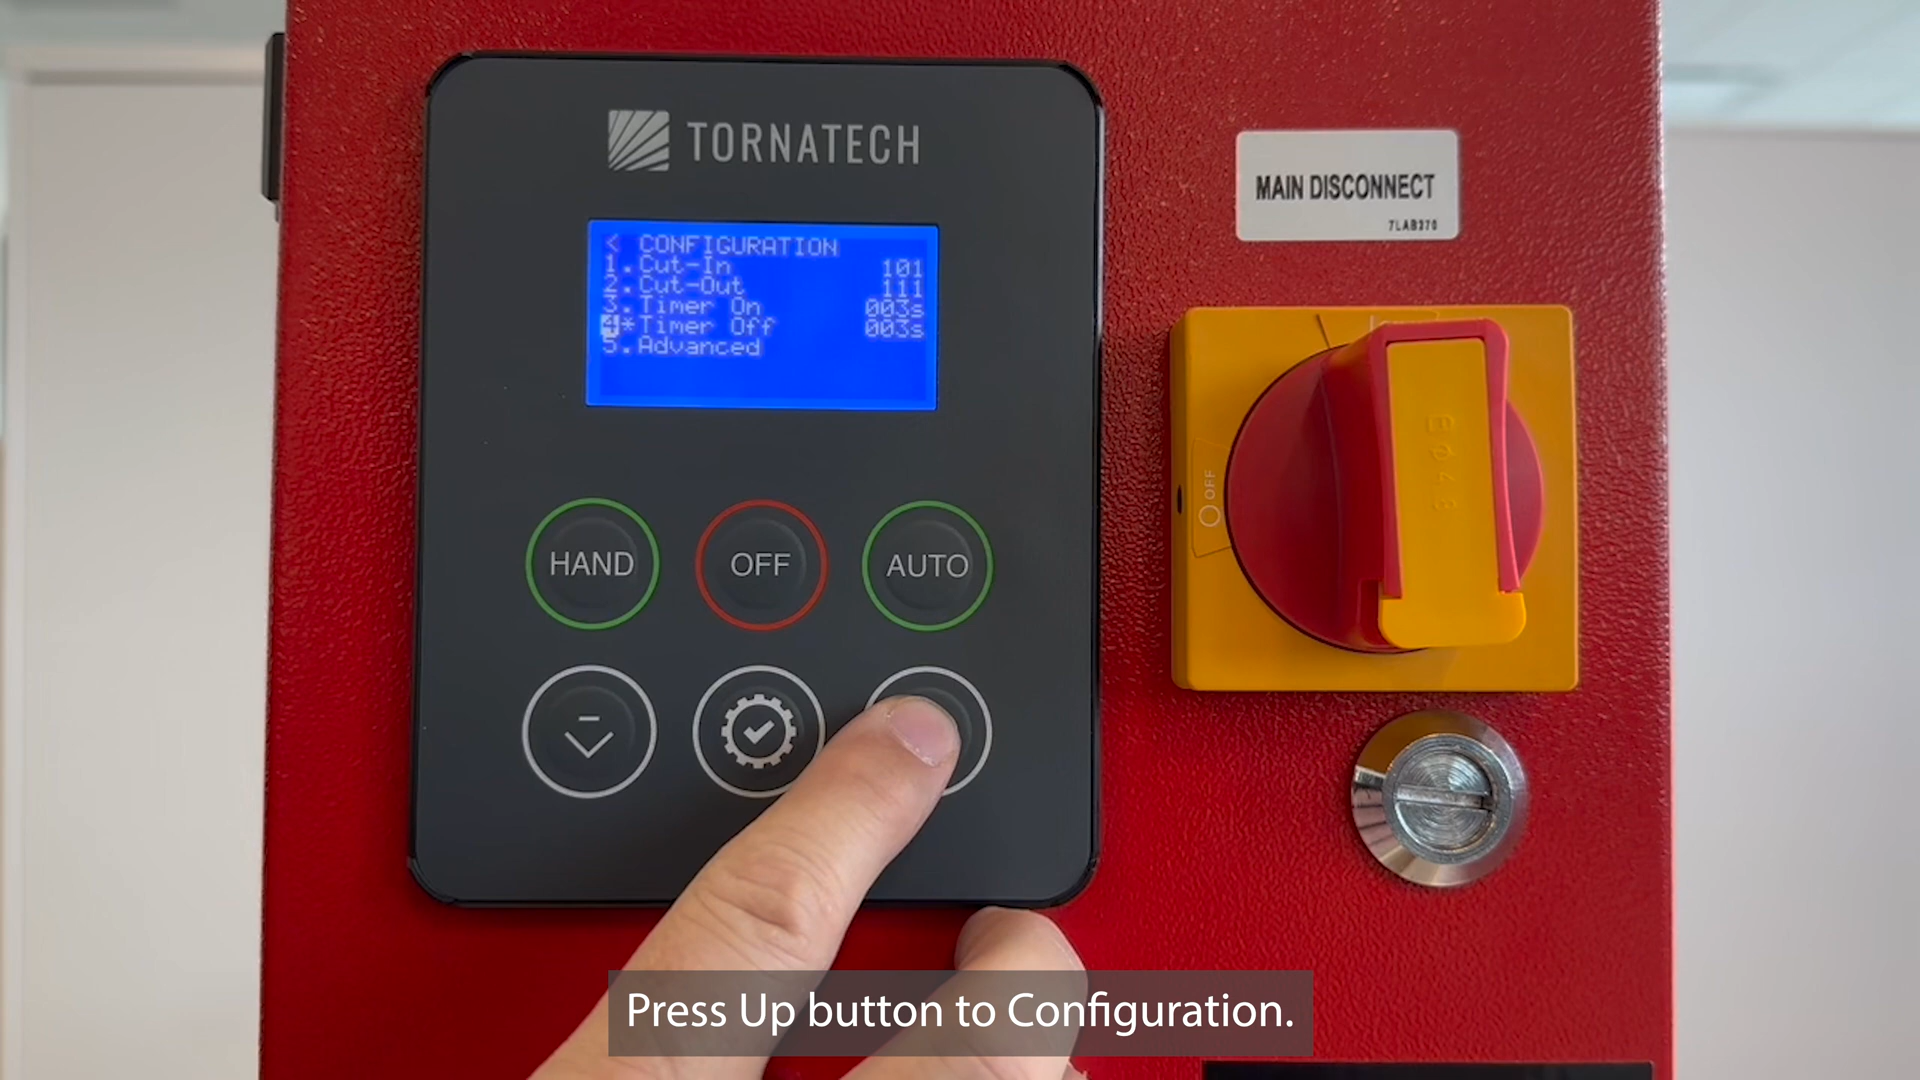 TORNATECH
< CONFIGURATION
1.Cut-In 101
2.Cut-Out 111
3.Timer On 003s
4*Timer Off 003s
5.Advanced
HAND
OFF
AUTO
MAIN DISCONNECT
7LAB370
OFF
Press Up button to Configuration.